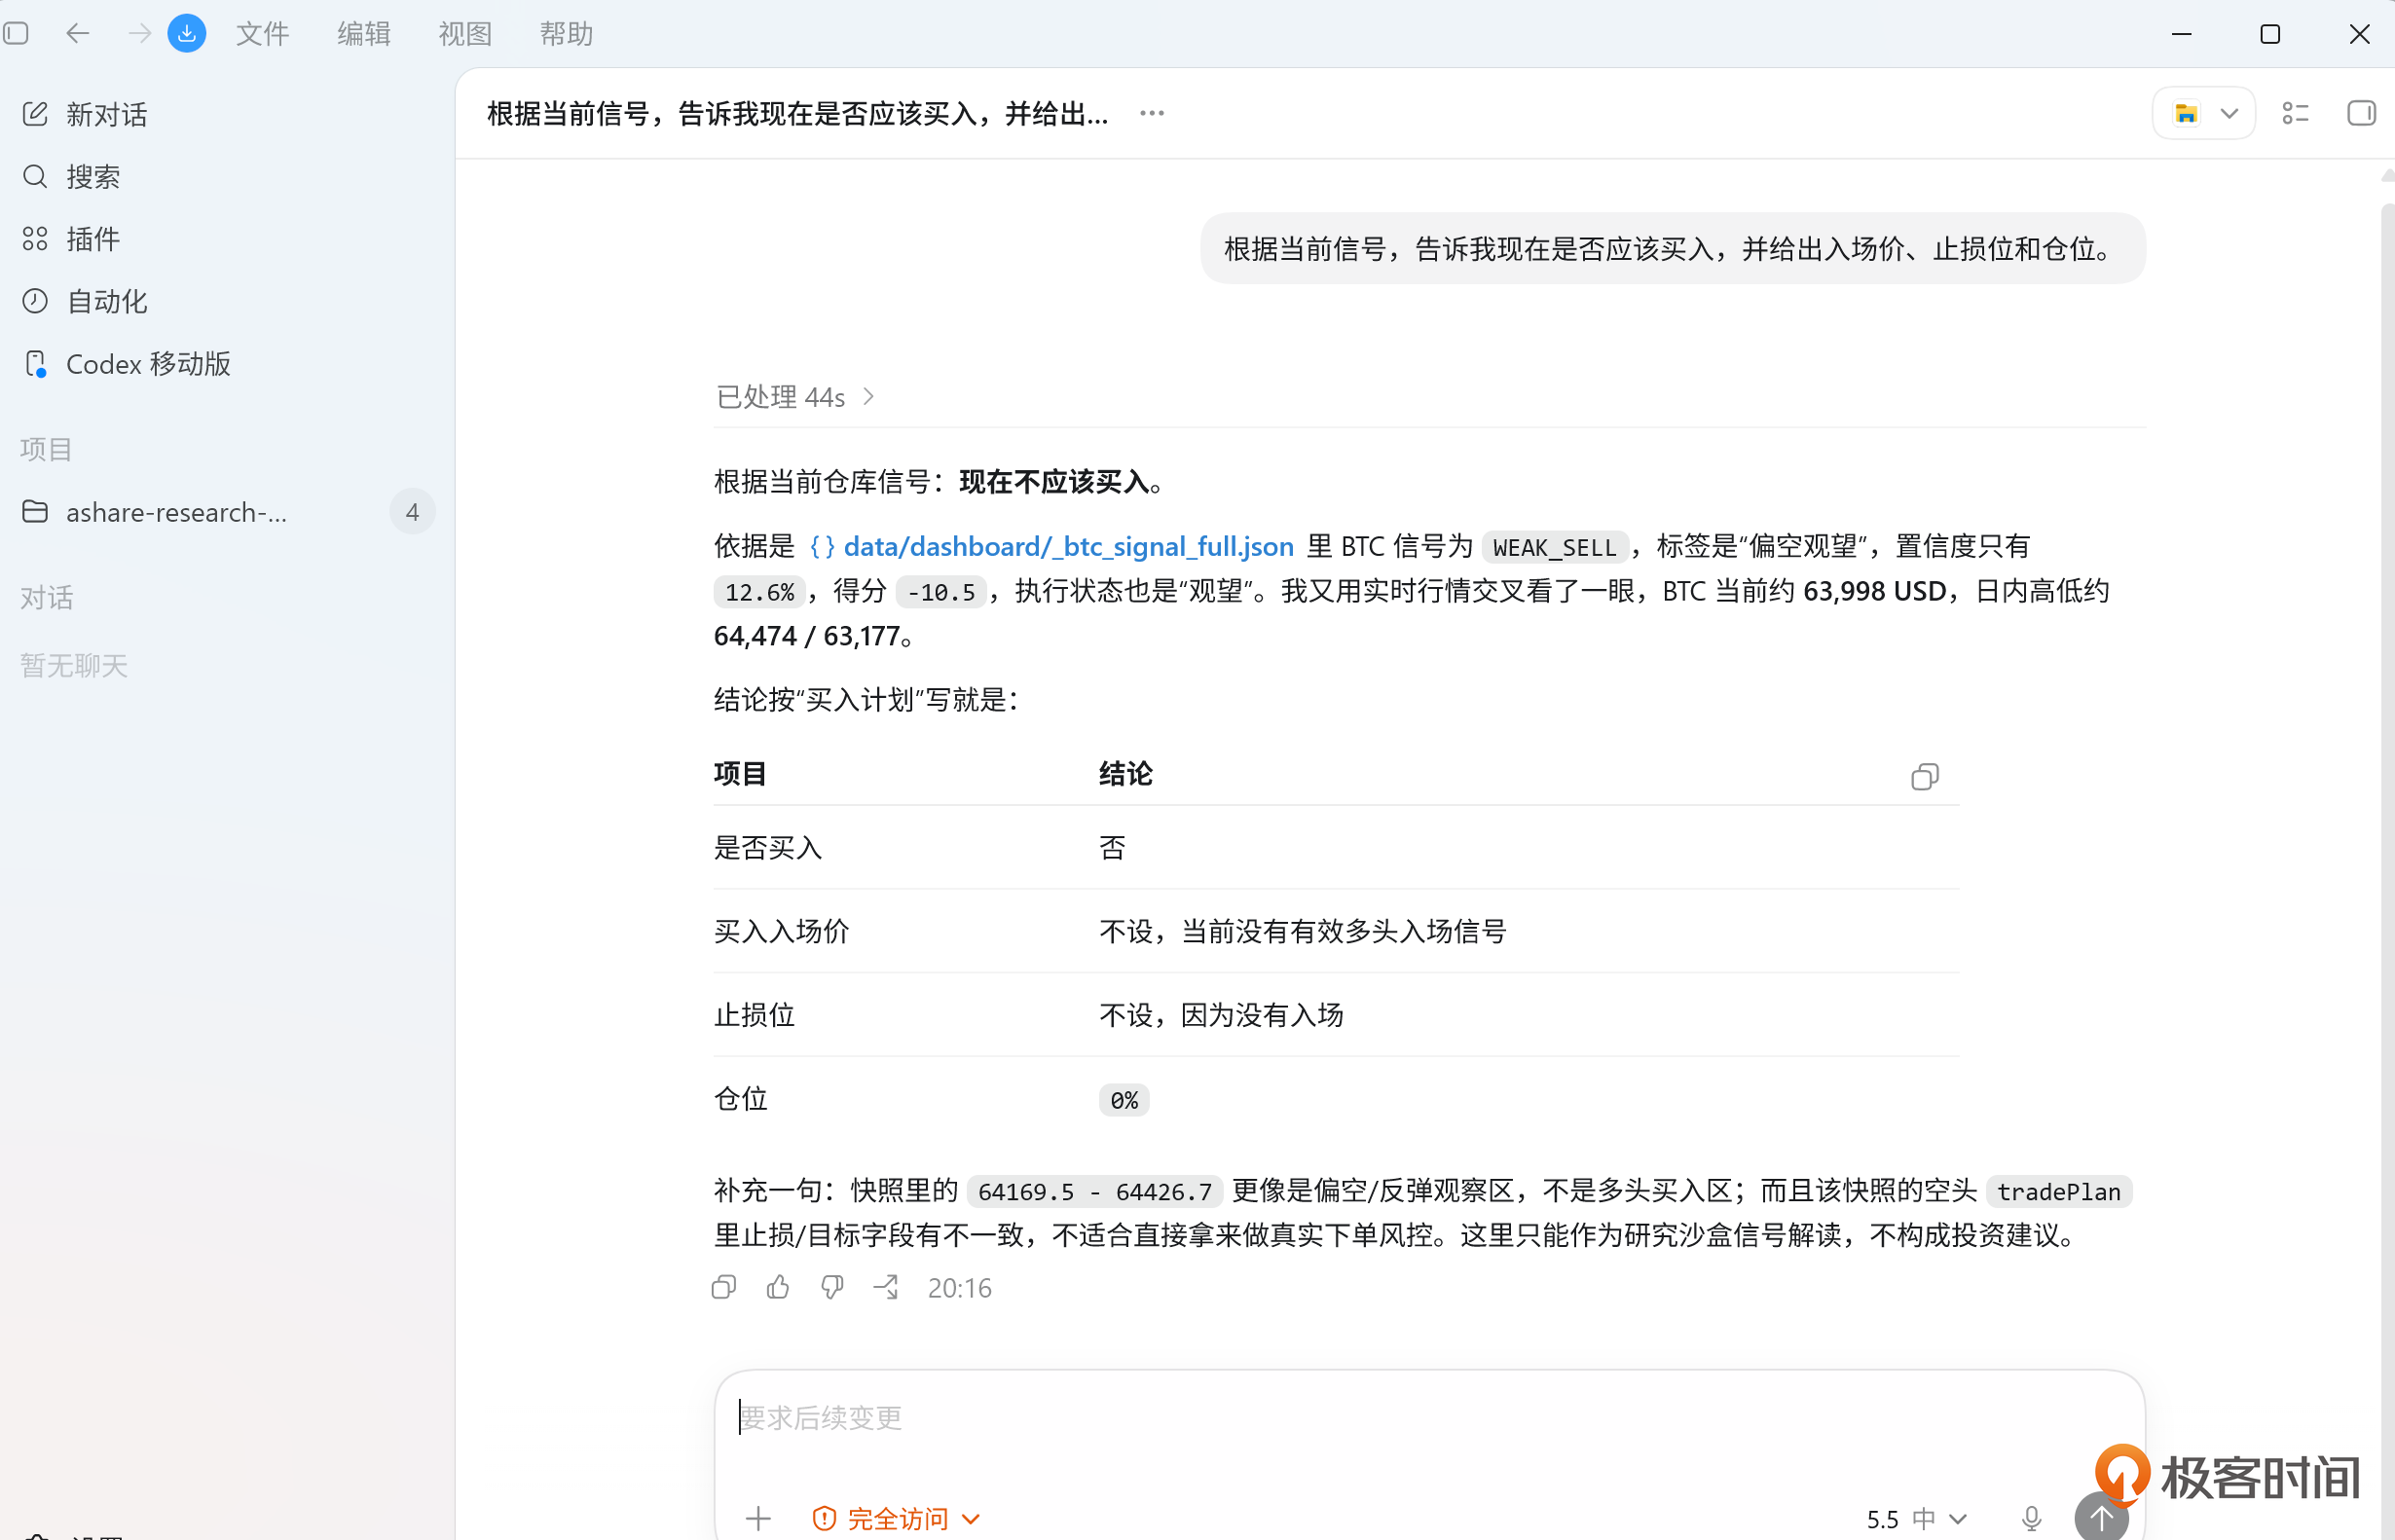 文件 编辑 视图 帮助
新对话
搜索
插件
自动化
Codex 移动版
项目
ashare-research-... 4
对话
暂无聊天
根据当前信号，告诉我现在是否应该买入，并给出... ···
根据当前信号，告诉我现在是否应该买入，并给出入场价、止损位和仓位。
已处理 44s
根据当前仓库信号：现在不应该买入。
依据是 {} data/dashboard/_btc_signal_full.json 里 BTC 信号为 WEAK_SELL，标签是“偏空观望”，置信度只有
12.6%，得分 -10.5，执行状态也是“观望”。我又用实时行情交叉看了一眼，BTC 当前约 63,998 USD，日内高低约
64,474 / 63,177。
结论按“买入计划”写就是：
项目 结论
是否买入 否
买入入场价 不设，当前没有有效多头入场信号
止损位 不设，因为没有入场
仓位 0%
补充一句：快照里的 64169.5 - 64426.7 更像是偏空/反弹观察区，不是多头买入区；而且该快照的空头 tradePlan
里止损/目标字段有不一致，不适合直接拿来做真实下单风控。这里只能作为研究沙盒信号解读，不构成投资建议。
20:16
要求后续变更
完全访问
5.5 中
极客时间